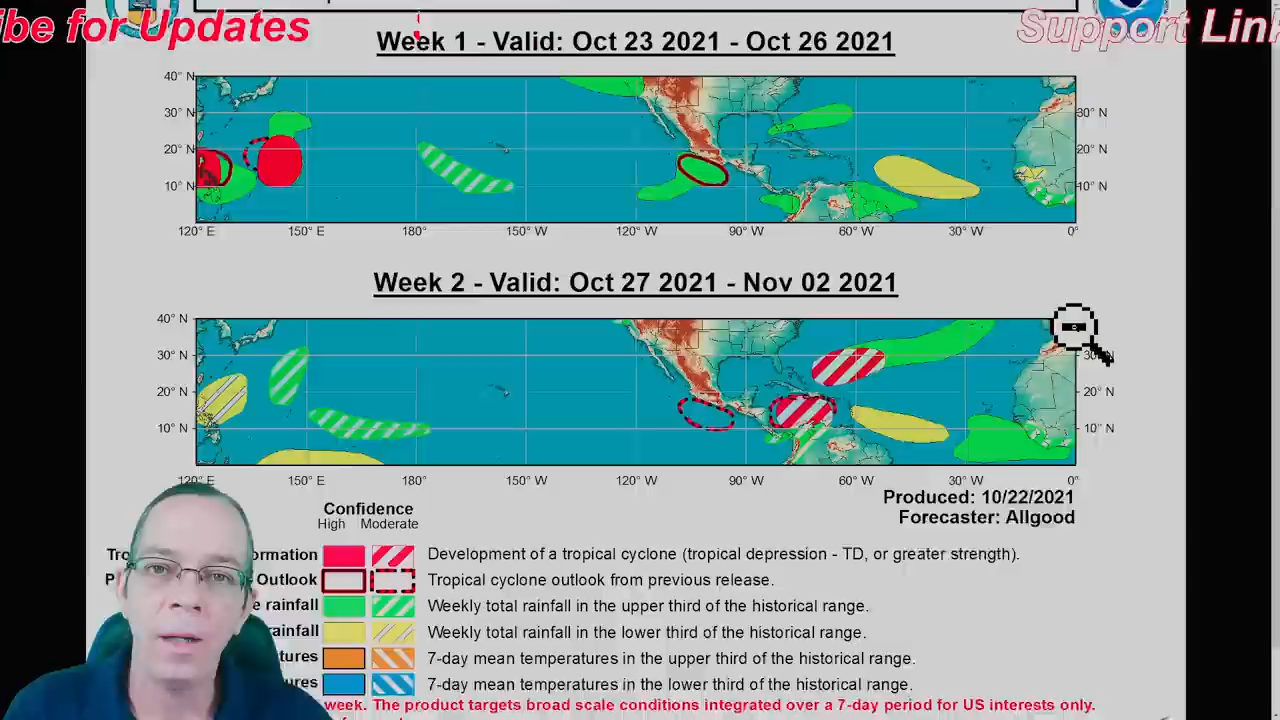 ibe for Updates
Support Link
Week 1 - Valid: Oct 23 2021 - Oct 26 2021
40° N
30° N 30° N
20° N 20° N
10° N 10° N
120° E 150° E 180° 150° W 120° W 90° W 60° W 30° W 0°
Week 2 - Valid: Oct 27 2021 - Nov 02 2021
40° N
30° N 30° N
20° N 20° N
10° N 10° N
120° E 150° E 180° 150° W 120° W 90° W 60° W 30° W 0°
Produced: 10/22/2021
Forecaster: Allgood
Confidence
High Moderate
Tro ormation Development of a tropical cyclone (tropical depression - TD, or greater strength).
P Outlook Tropical cyclone outlook from previous release.
e rainfall Weekly total rainfall in the upper third of the historical range.
ainfall Weekly total rainfall in the lower third of the historical range.
tures 7-day mean temperatures in the upper third of the historical range.
ures 7-day mean temperatures in the lower third of the historical range.
week. The product targets broad scale conditions integrated over a 7-day period for US interests only.